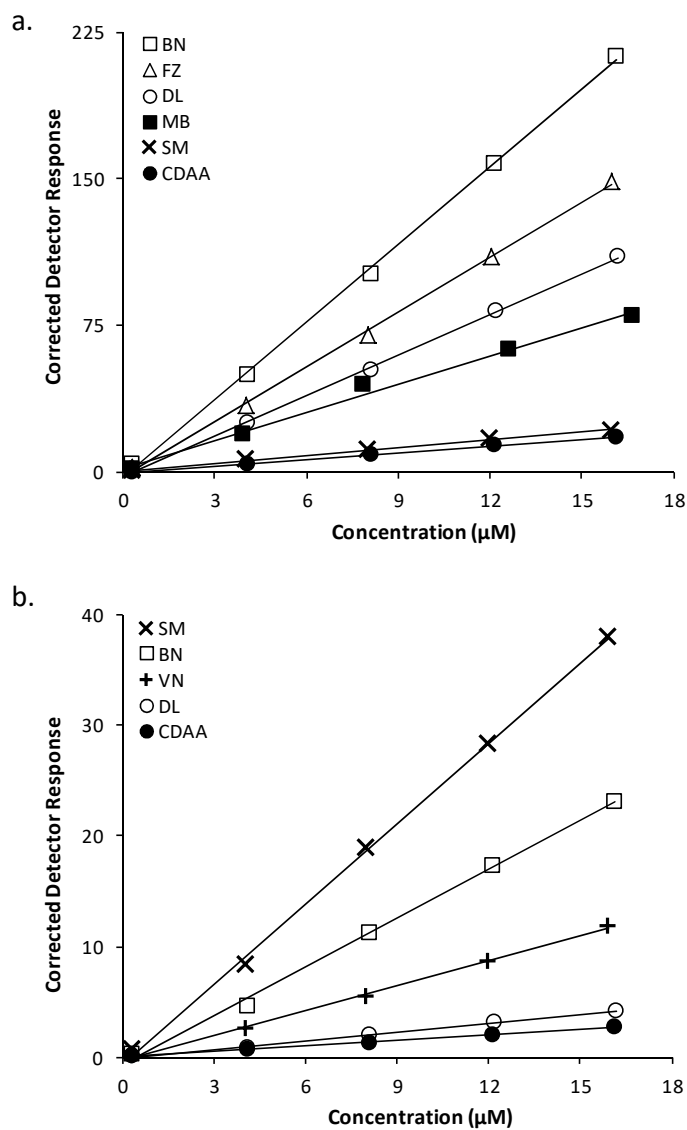 a.
225
150
75
0
BN
FZ
DL
MB
SM
CDAA
Corrected Detector Response
0 3 6 9 12 15 18
Concentration (µM)
b.
40
30
20
10
0
SM
BN
VN
DL
CDAA
Corrected Detector Response
0 3 6 9 12 15 18
Concentration (µM)